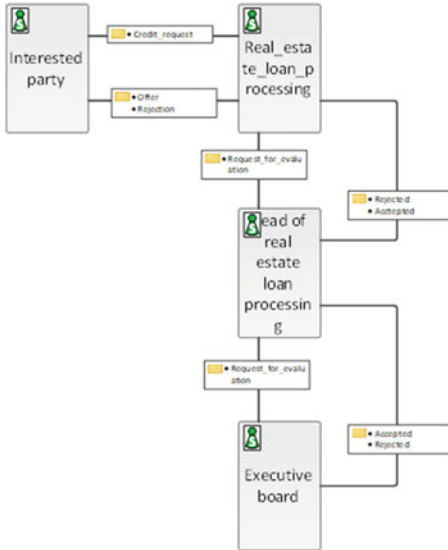 Interested
party
• Credit_request
• Offer
• Rejection
Real_esta
te_loan_p
rocessing
• Request_for_evalu
ation
• Rejected
• Acctepted
ead of
real
estate
loan
processin
g
• Request_for_evalu
ation
• Accepted
• Rejected
Executive
board